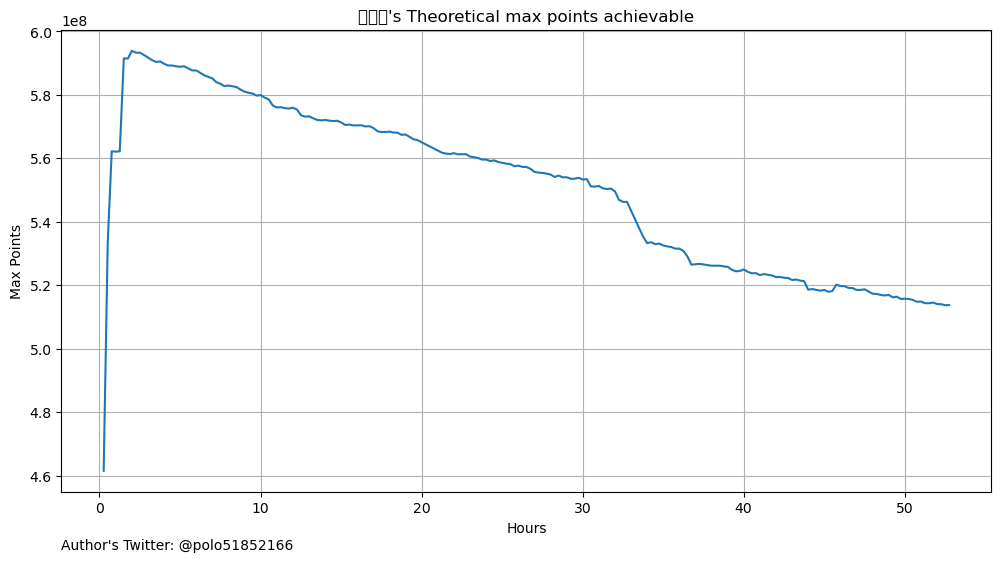 's Theoretical max points achievable
1e8
6.0
5.8
5.6
5.4
5.2
5.0
4.8
4.6
Max Points
0 10 20 30 40 50
Hours
Author's Twitter: @polo51852166